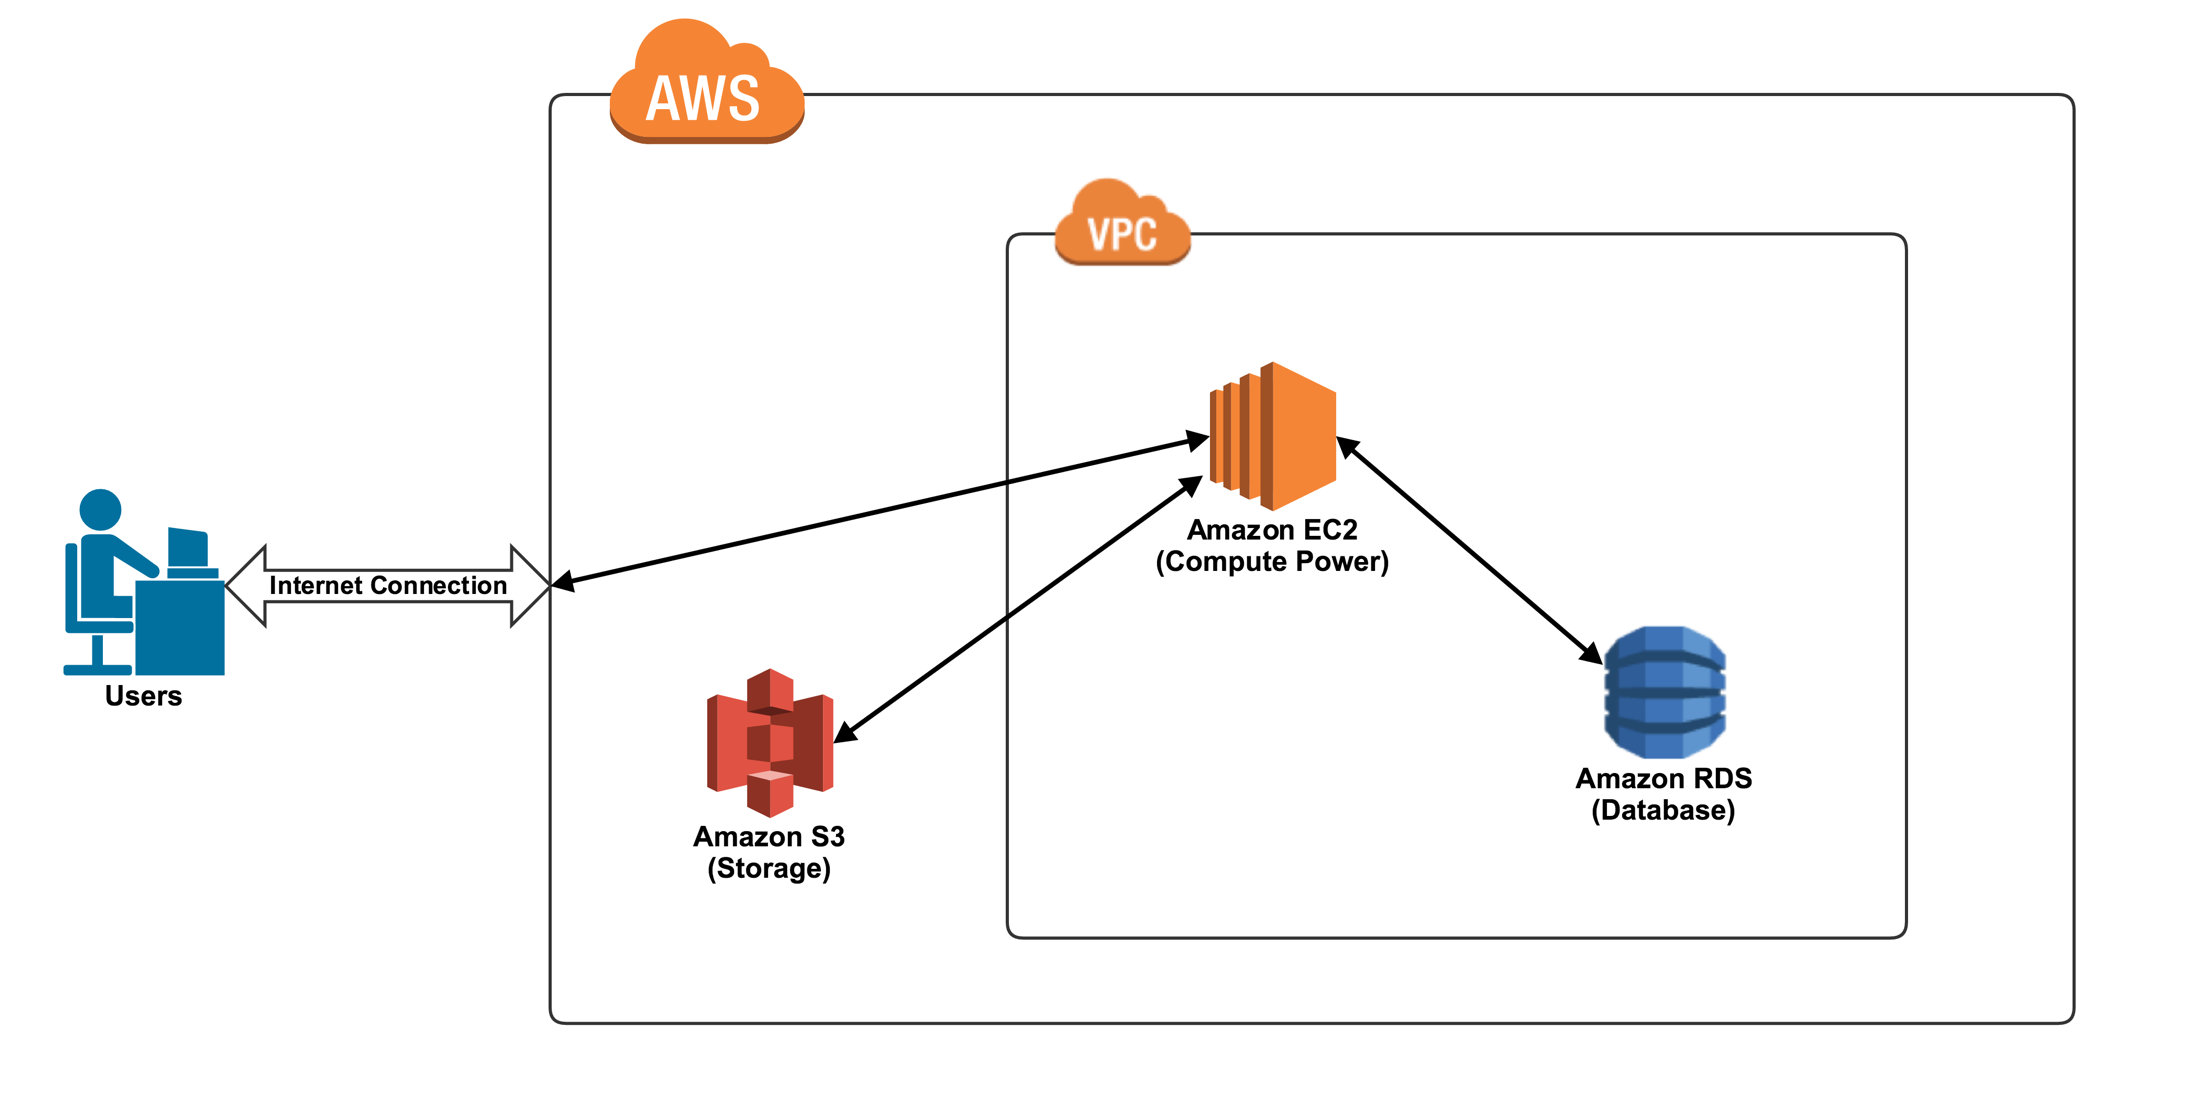 AWS
VPC
Amazon EC2
(Compute Power)
Internet Connection
Users
Amazon RDS
(Database)
Amazon S3
(Storage)